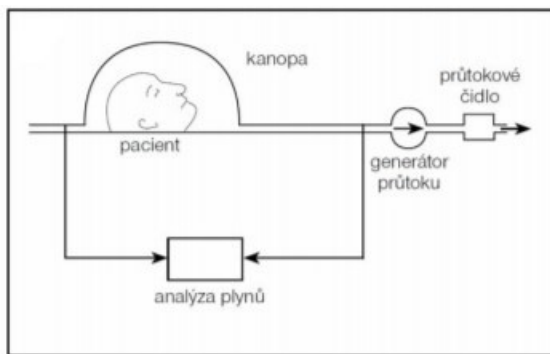 kanopa
průtokové
čidlo
pacient
generátor
průtoku
analýza plynů